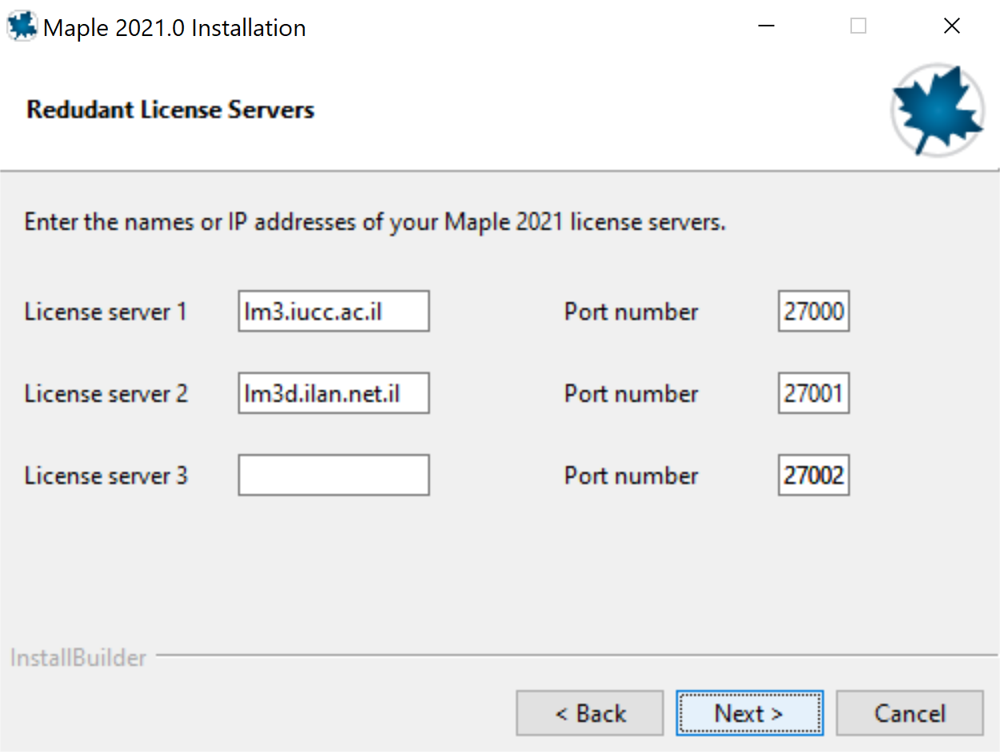 Maple 2021.0 Installation
Redudant License Servers
Enter the names or IP addresses of your Maple 2021 license servers.
License server 1 lm3.iucc.ac.il Port number 27000
License server 2 lm3d.ilan.net.il Port number 27001
License server 3 Port number 27002
InstallBuilder
< Back Next > Cancel